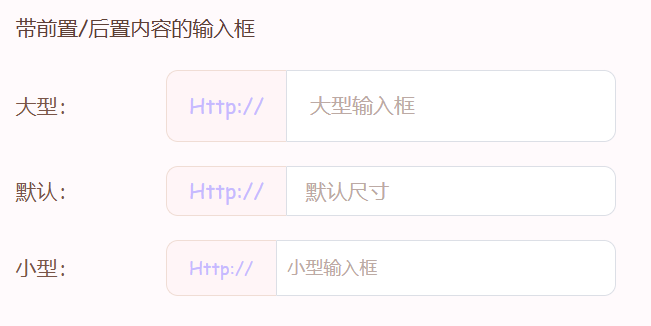 带前置/后置内容的输入框
大型： Http:// 大型输入框
默认： Http:// 默认尺寸
小型： Http:// 小型输入框